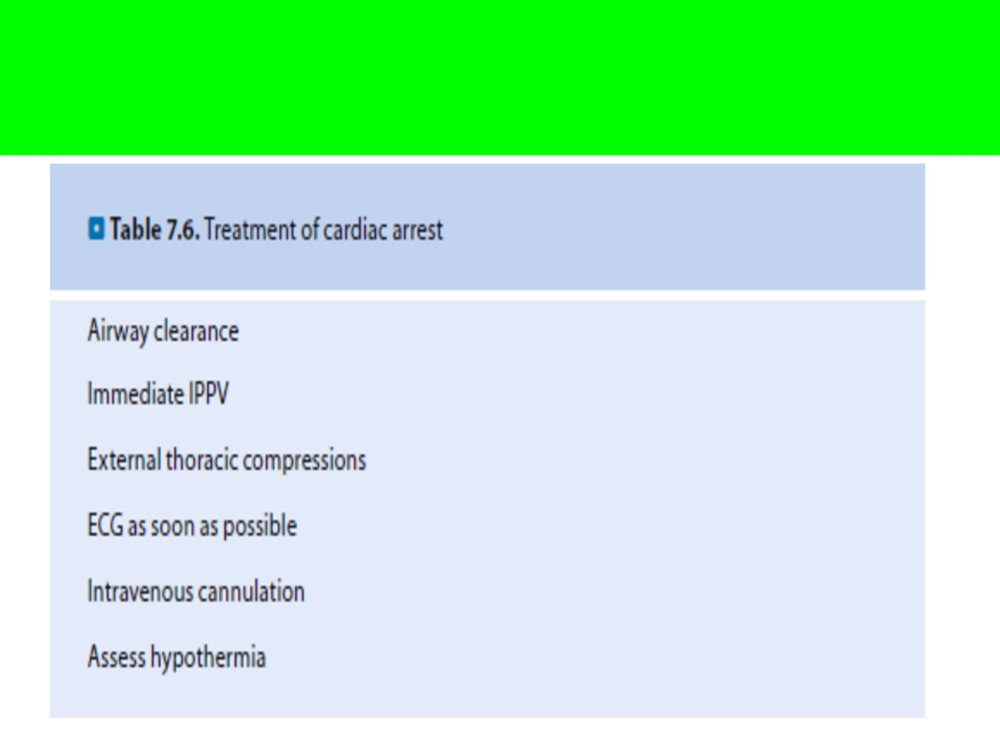 Table 7.6. Treatment of cardiac arrest
Airway clearance
Immediate IPPV
External thoracic compressions
ECG as soon as possible
Intravenous cannulation
Assess hypothermia